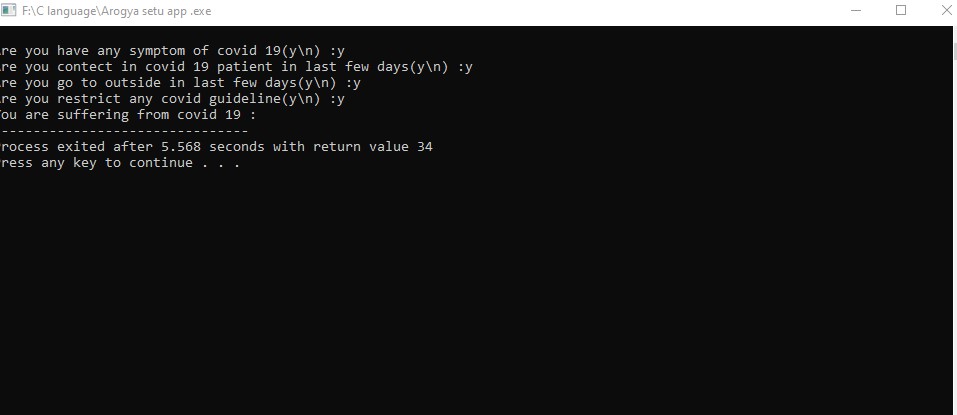 F:\C language\Arogya setu app .exe
re you have any symptom of covid 19(y\n) :y
re you contect in covid 19 patient in last few days(y\n) :y
re you go to outside in last few days(y\n) :y
re you restrict any covid guideline(y\n) :y
ou are suffering from covid 19 :
-------------------------------
rocess exited after 5.568 seconds with return value 34
ress any key to continue . . .